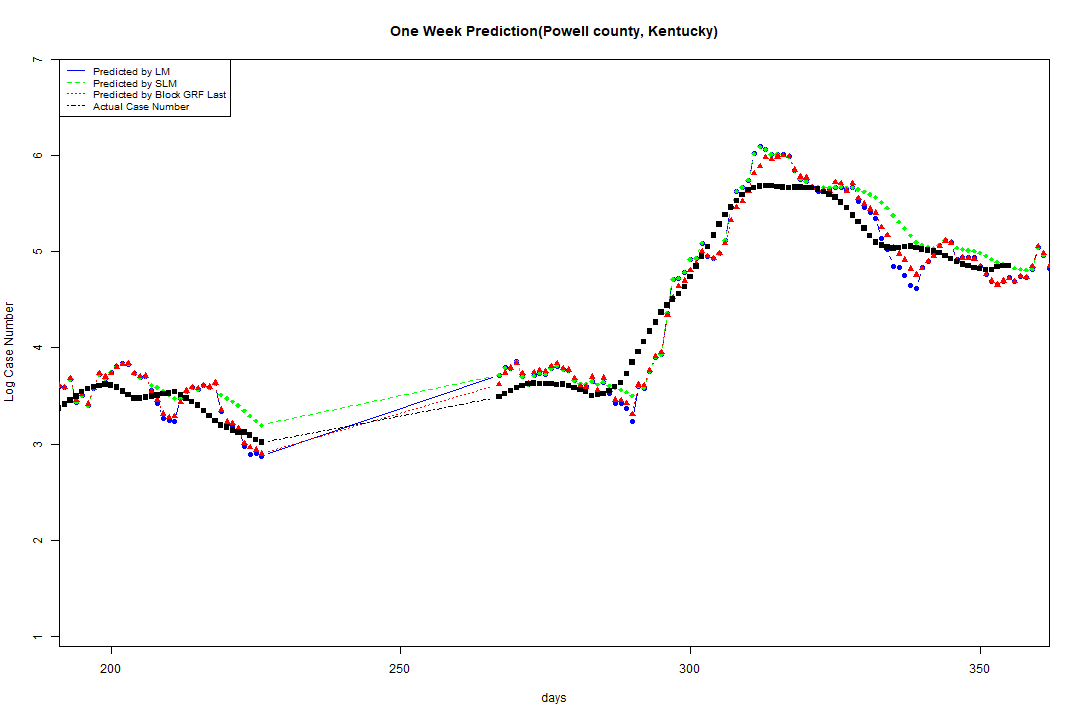 One Week Prediction(Powell county, Kentucky)
Predicted by LM
Predicted by SLM
Predicted by Block GRF Last
Actual Case Number
Log Case Number
7
6
5
4
3
2
1
200 250 300 350
days